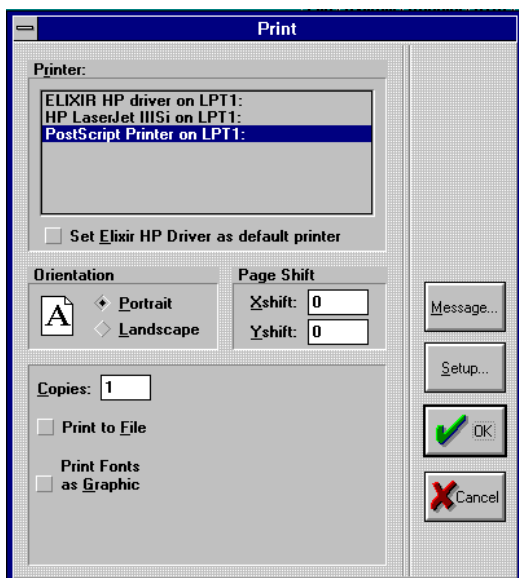 Print
Printer:
ELIXIR HP driver on LPT1:
HP LaserJet IIISi on LPT1:
PostScript Printer on LPT1:
Set Elixir HP Driver as default printer
Orientation
A
Portrait
Landscape
Page Shift
Xshift: 0
Yshift: 0
Message...
Setup...
Copies: 1
Print to File
Print Fonts
as Graphic
OK
Cancel